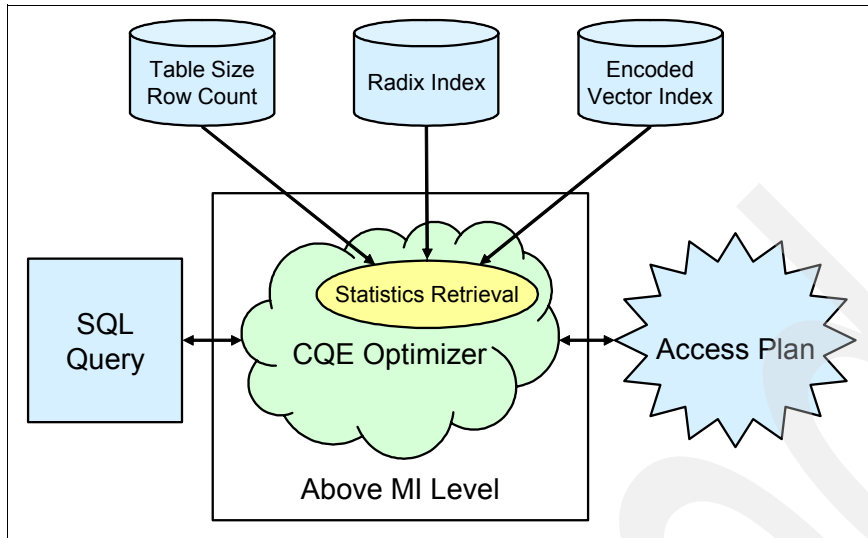 Table Size
Row Count
Radix Index
Encoded
Vector Index
Statistics Retrieval
SQL
Query
CQE Optimizer
Access Plan
Above MI Level